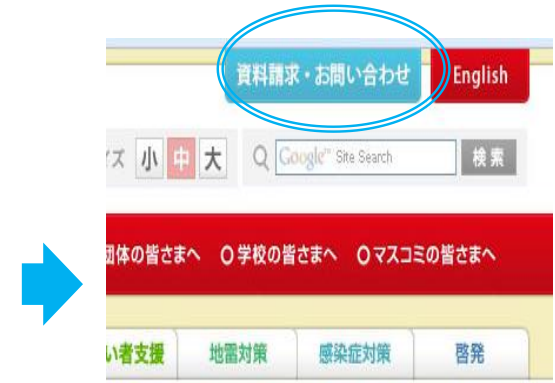 資料請求・お問い合わせ English
イズ 小 中 大 Google™ Site Search 検索
団体の皆さまへ 学校の皆さまへ マスコミの皆さまへ
い者支援 地雷対策 感染症対策 啓発